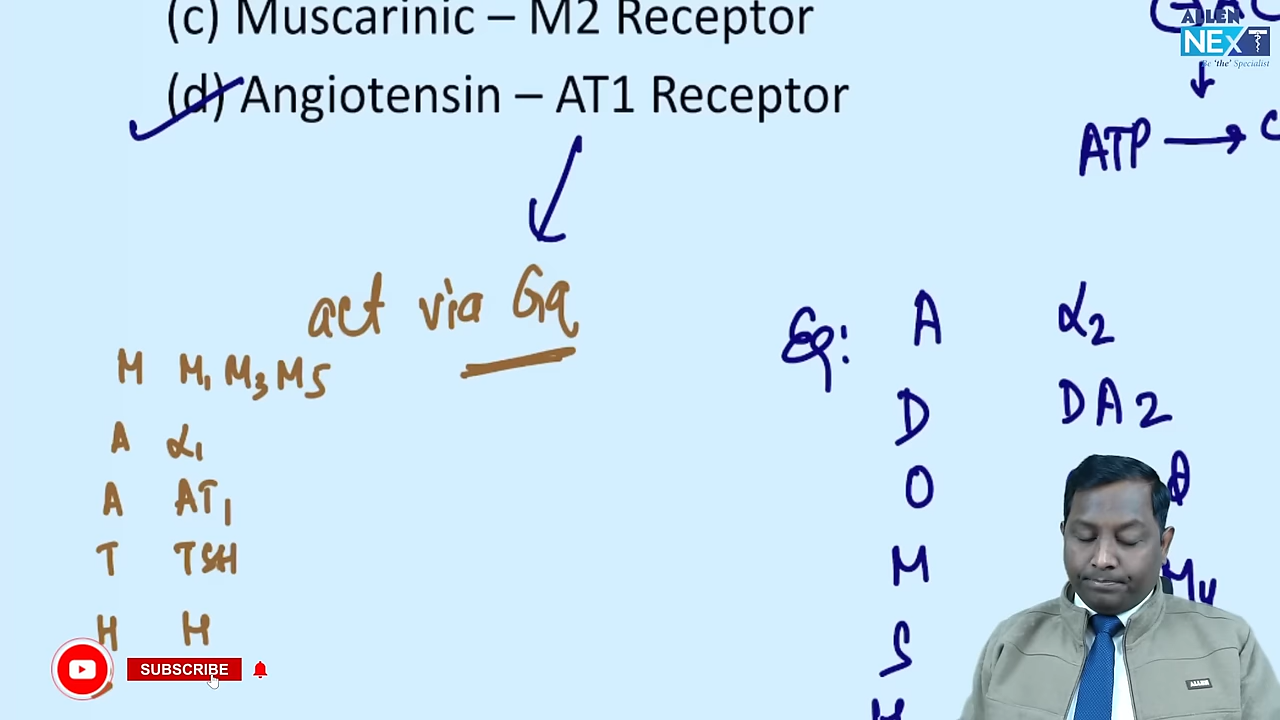 (c) Muscarinic – M2 Receptor
(d) Angiotensin – AT1 Receptor
ALLEN
NEXT
Be 'the' Specialist
ATP → C
act via Gq
M M1 M3 M5
A α1
A AT1
T TSH
H H
Eg: A α2
D DA2
O
M
S
SUBSCRIBE
ALLEN